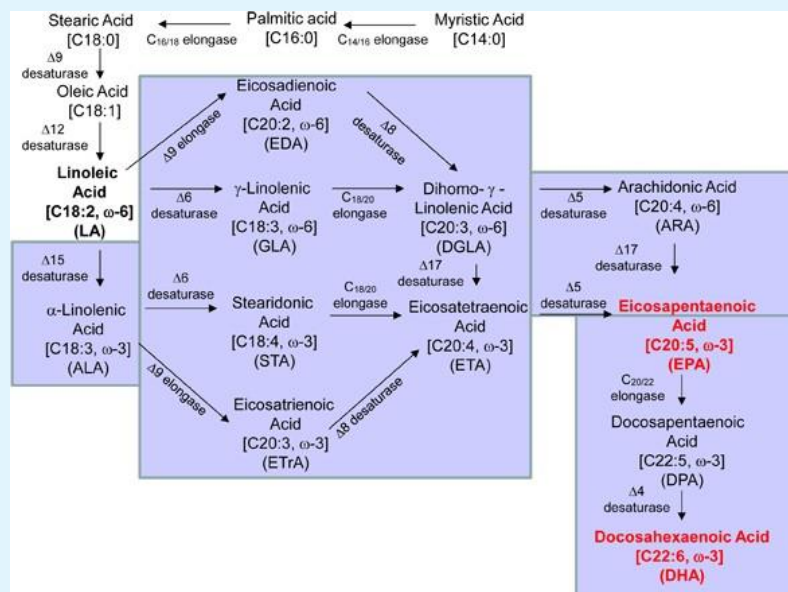 Stearic Acid
[C18:0]
C16/18 elongase
Palmitic acid
[C16:0]
C14/16 elongase
Myristic Acid
[C14:0]
Δ9
desaturase
Oleic Acid
[C18:1]
Δ12
desaturase
Linoleic
Acid
[C18:2, ω-6]
(LA)
Δ9 elongase
Eicosadienoic
Acid
[C20:2, ω-6]
(EDA)
Δ8
desaturase
Δ6
desaturase
γ-Linolenic
Acid
[C18:3, ω-6]
(GLA)
C18/20
elongase
Dihomo- γ -
Linolenic Acid
[C20:3, ω-6]
(DGLA)
Δ5
desaturase
Arachidonic Acid
[C20:4, ω-6]
(ARA)
Δ15
desaturase
Δ17
desaturase
Δ17
desaturase
α-Linolenic
Acid
[C18:3, ω-3]
(ALA)
Δ6
desaturase
Stearidonic
Acid
[C18:4, ω-3]
(STA)
C18/20
elongase
Eicosatetraenoic
Acid
[C20:4, ω-3]
(ETA)
Δ5
desaturase
Eicosapentaenoic
Acid
[C20:5, ω-3]
(EPA)
Δ9 elongase
Eicosatrienoic
Acid
[C20:3, ω-3]
(ETrA)
Δ8 desaturase
C20/22
elongase
Docosapentaenoic
Acid
[C22:5, ω-3]
(DPA)
Δ4
desaturase
Docosahexaenoic Acid
[C22:6, ω-3]
(DHA)